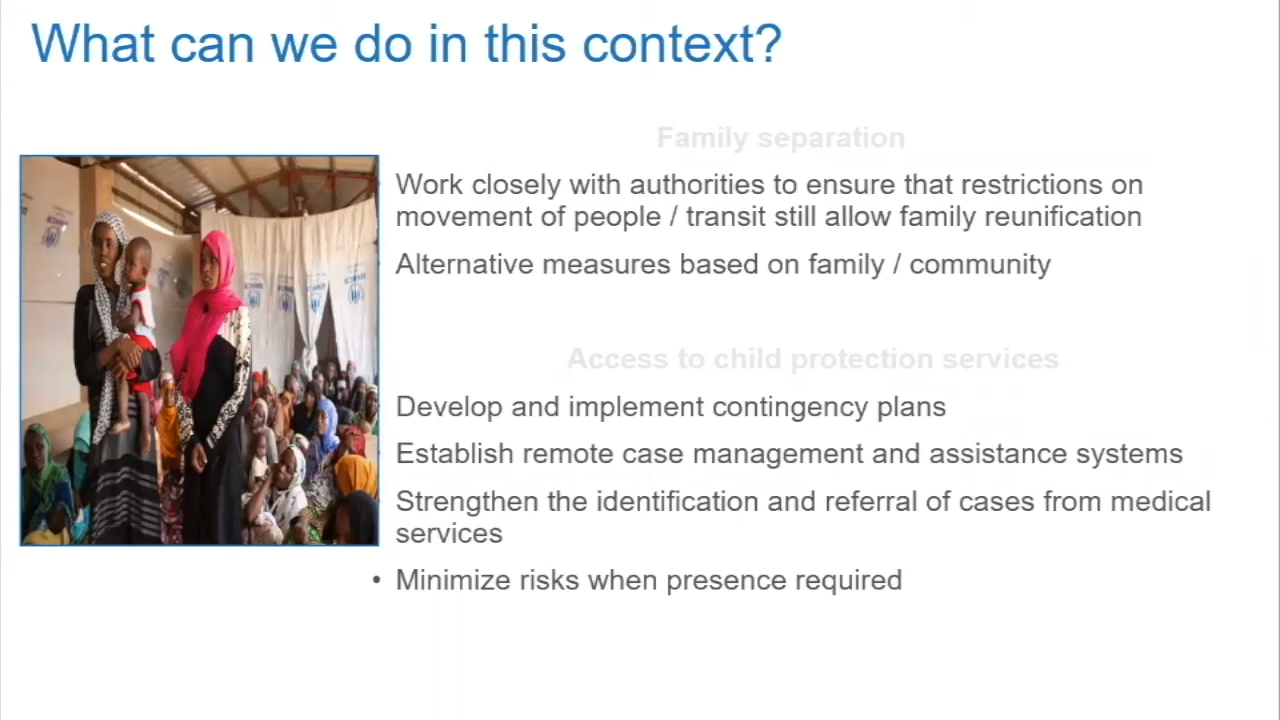 What can we do in this context?
Family separation
Work closely with authorities to ensure that restrictions on
movement of people / transit still allow family reunification
Alternative measures based on family / community
Access to child protection services
Develop and implement contingency plans
Establish remote case management and assistance systems
Strengthen the identification and referral of cases from medical
services
• Minimize risks when presence required